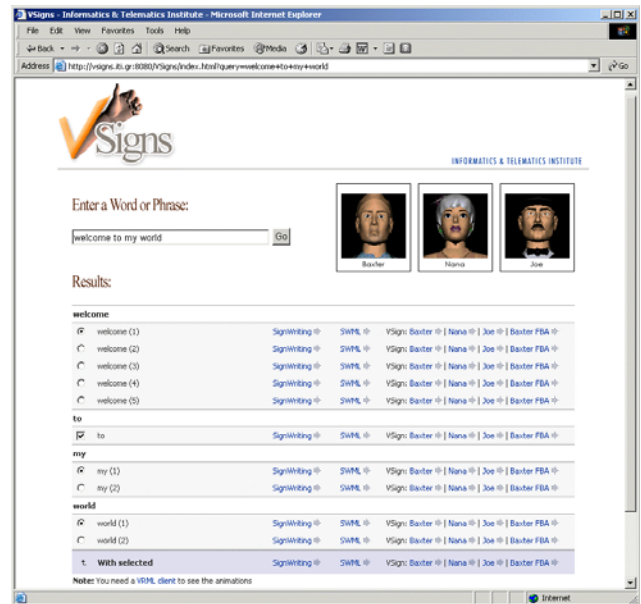 VSigns - Informatics & Telematics Institute - Microsoft Internet Explorer
File Edit View Favorites Tools Help
Back Search Favorites Media
Address http://vsigns.iti.gr:8080/VSigns/index.html?query=welcome+to+my+world Go
VSigns
INFORMATICS & TELEMATICS INSTITUTE
Enter a Word or Phrase:
welcome to my world Go
Baxter Nana Joe
Results:
welcome
welcome (1) SignWriting SWML VSign: Baxter | Nana | Joe | Baxter FBA
welcome (2) SignWriting SWML VSign: Baxter | Nana | Joe | Baxter FBA
welcome (3) SignWriting SWML VSign: Baxter | Nana | Joe | Baxter FBA
welcome (4) SignWriting SWML VSign: Baxter | Nana | Joe | Baxter FBA
welcome (5) SignWriting SWML VSign: Baxter | Nana | Joe | Baxter FBA
to
to SignWriting SWML VSign: Baxter | Nana | Joe | Baxter FBA
my
my (1) SignWriting SWML VSign: Baxter | Nana | Joe | Baxter FBA
my (2) SignWriting SWML VSign: Baxter | Nana | Joe | Baxter FBA
world
world (1) SignWriting SWML VSign: Baxter | Nana | Joe | Baxter FBA
world (2) SignWriting SWML VSign: Baxter | Nana | Joe | Baxter FBA
With selected SignWriting SWML VSign: Baxter | Nana | Joe | Baxter FBA
Note: You need a VRML client to see the animations
Internet